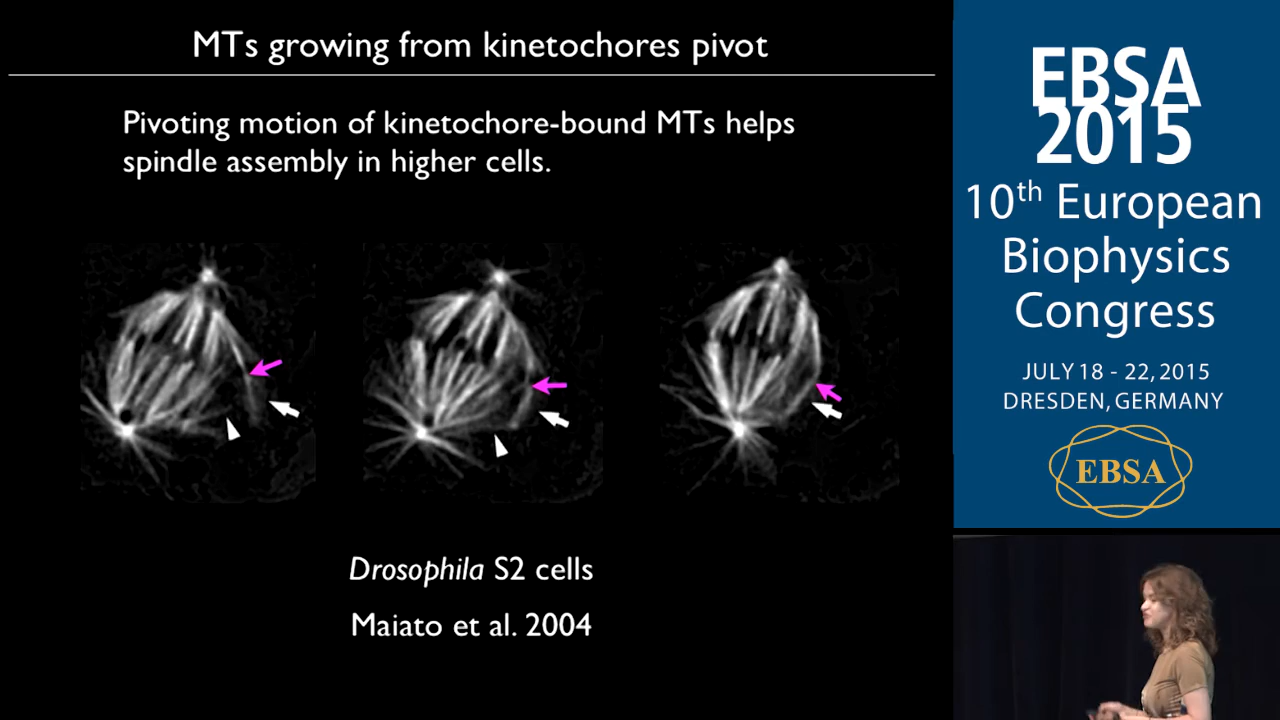 MTs growing from kinetochores pivot
Pivoting motion of kinetochore-bound MTs helps
spindle assembly in higher cells.
Drosophila S2 cells
Maiato et al. 2004
EBSA
2015
10th European
Biophysics
Congress
JULY 18 - 22, 2015
DRESDEN, GERMANY
EBSA